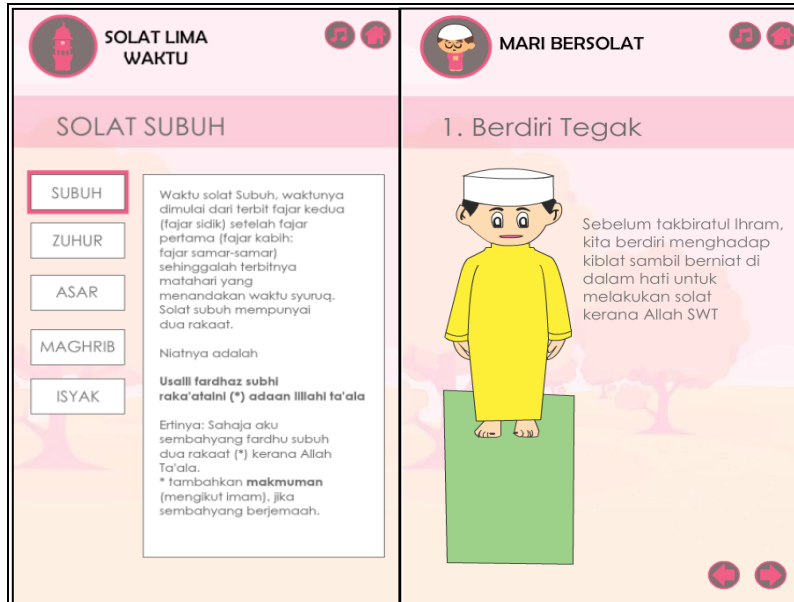 SOLAT LIMA
WAKTU
SOLAT SUBUH
SUBUH
ZUHUR
ASAR
MAGHRIB
ISYAK
Waktu solat Subuh, waktunya
dimulai dari terbit fajar kedua
(fajar sidik) setelah fajar
pertama (fajar kabih:
fajar samar-samar)
sehinggalah terbitnya
matahari yang
menandakan waktu syuruq.
Solat subuh mempunyai
dua rakaat.
Niatnya adalah
Usalli fardhaz subhi
raka'ataini (*) adaan lillahi ta'ala
Ertinya: Sahaja aku
sembahyang fardhu subuh
dua rakaat (*) kerana Allah
Ta'ala.
* tambahkan makmuman
(mengikut imam), jika
sembahyang berjemaah.
MARI BERSOLAT
1. Berdiri Tegak
Sebelum takbiratul Ihram,
kita berdiri menghadap
kiblat sambil berniat di
dalam hati untuk
melakukan solat
kerana Allah SWT